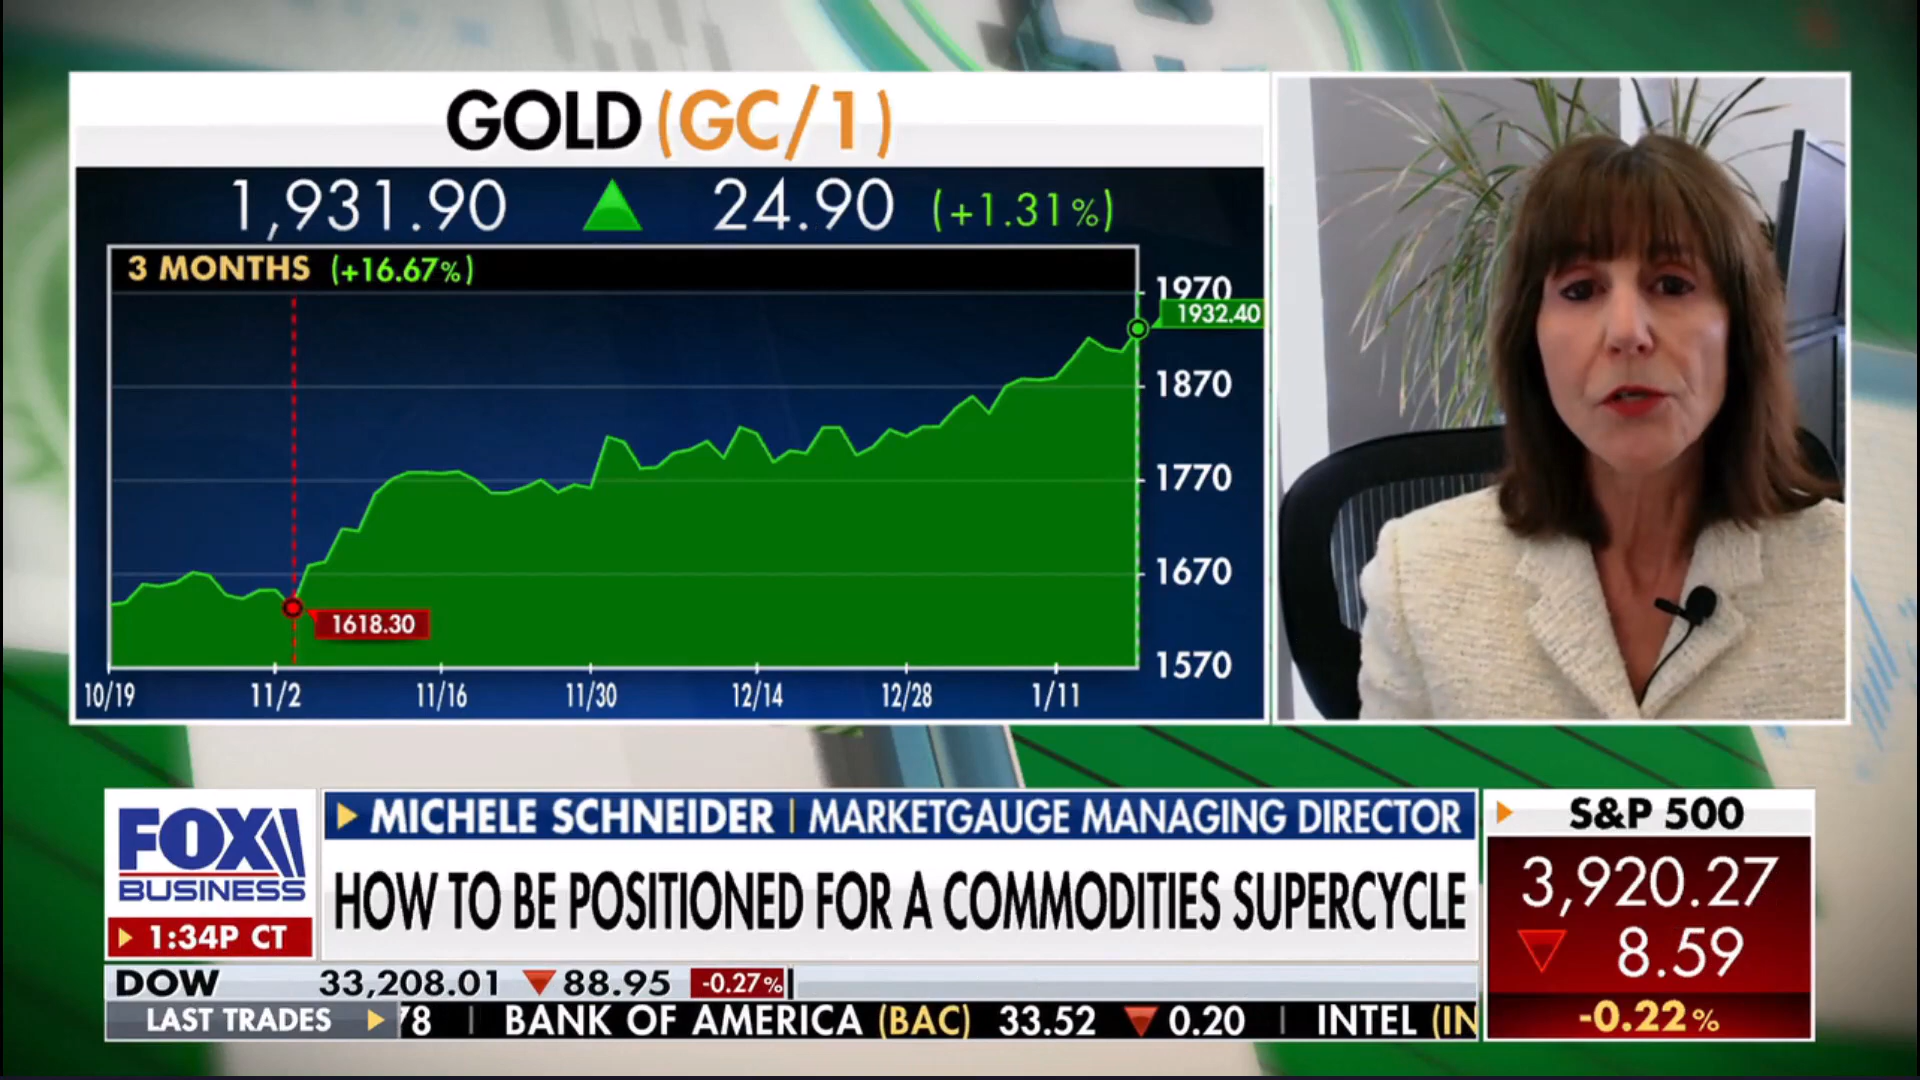 GOLD (GC/1)
1,931.90 ▲ 24.90 (+1.31%)
3 MONTHS (+16.67%)
1970
1932.40
1870
1770
1670
1618.30
1570
10/19 11/2 11/16 11/30 12/14 12/28 1/11
MICHELE SCHNEIDER | MARKETGAUGE MANAGING DIRECTOR
HOW TO BE POSITIONED FOR A COMMODITIES SUPERCYCLE
FOX
BUSINESS
1:34P CT
S&P 500
3,920.27
▼ 8.59
-0.22%
DOW 33,208.01 ▼ 88.95 -0.27%
LAST TRADES 78 | BANK OF AMERICA (BAC) 33.52 ▼ 0.20 | INTEL (IN